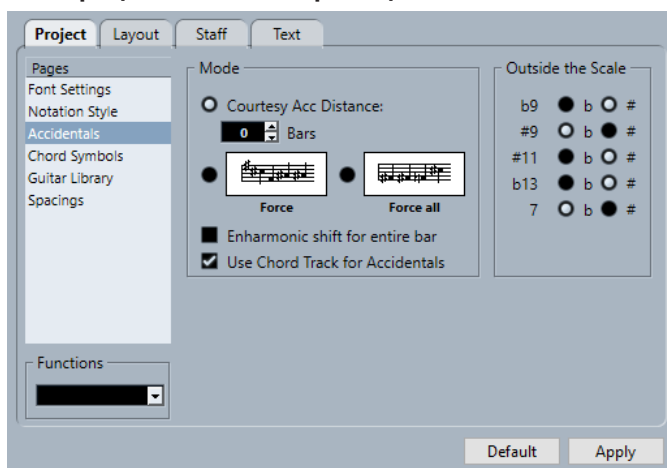 Project Layout Staff Text
Pages
Font Settings
Notation Style
Accidentals
Chord Symbols
Guitar Library
Spacings
Functions
Mode
Courtesy Acc Distance:
0 Bars
Force Force all
Enharmonic shift for entire bar
Use Chord Track for Accidentals
Outside the Scale
b9 b #
#9 b #
#11 b #
b13 b #
7 b #
Default Apply